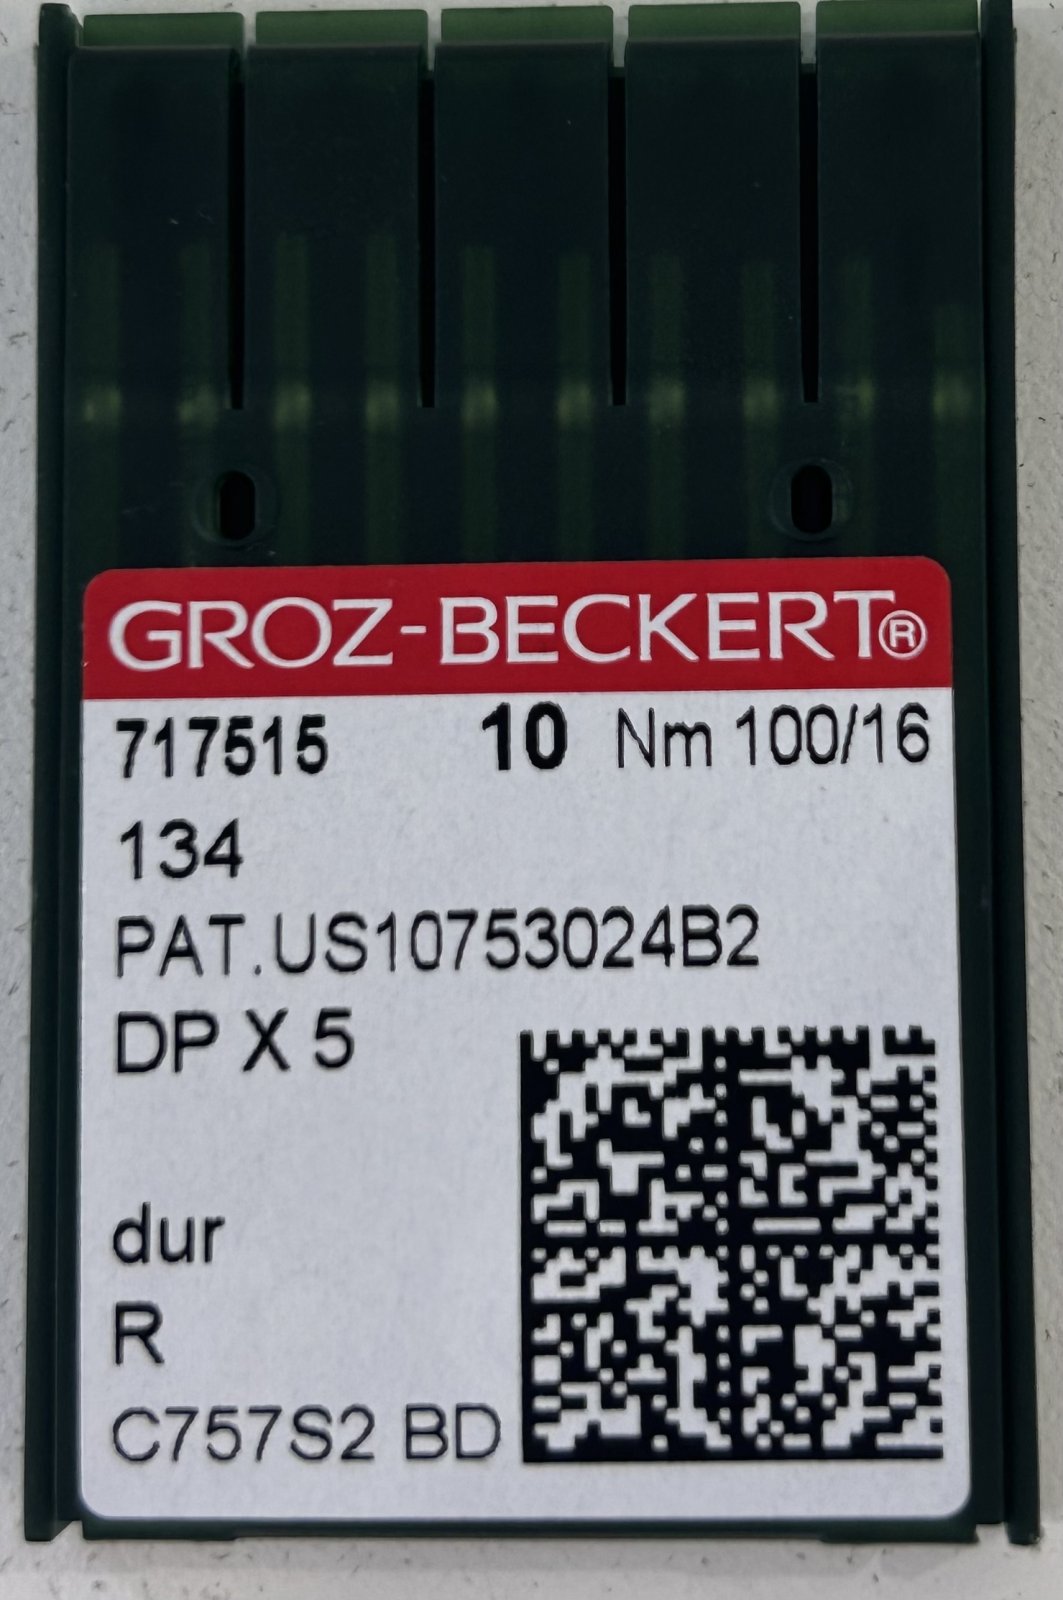 GROZ-BECKERT®
717515 10 Nm 100/16
134
PAT.US10753024B2
DP X 5
dur
R
C757S2 BD